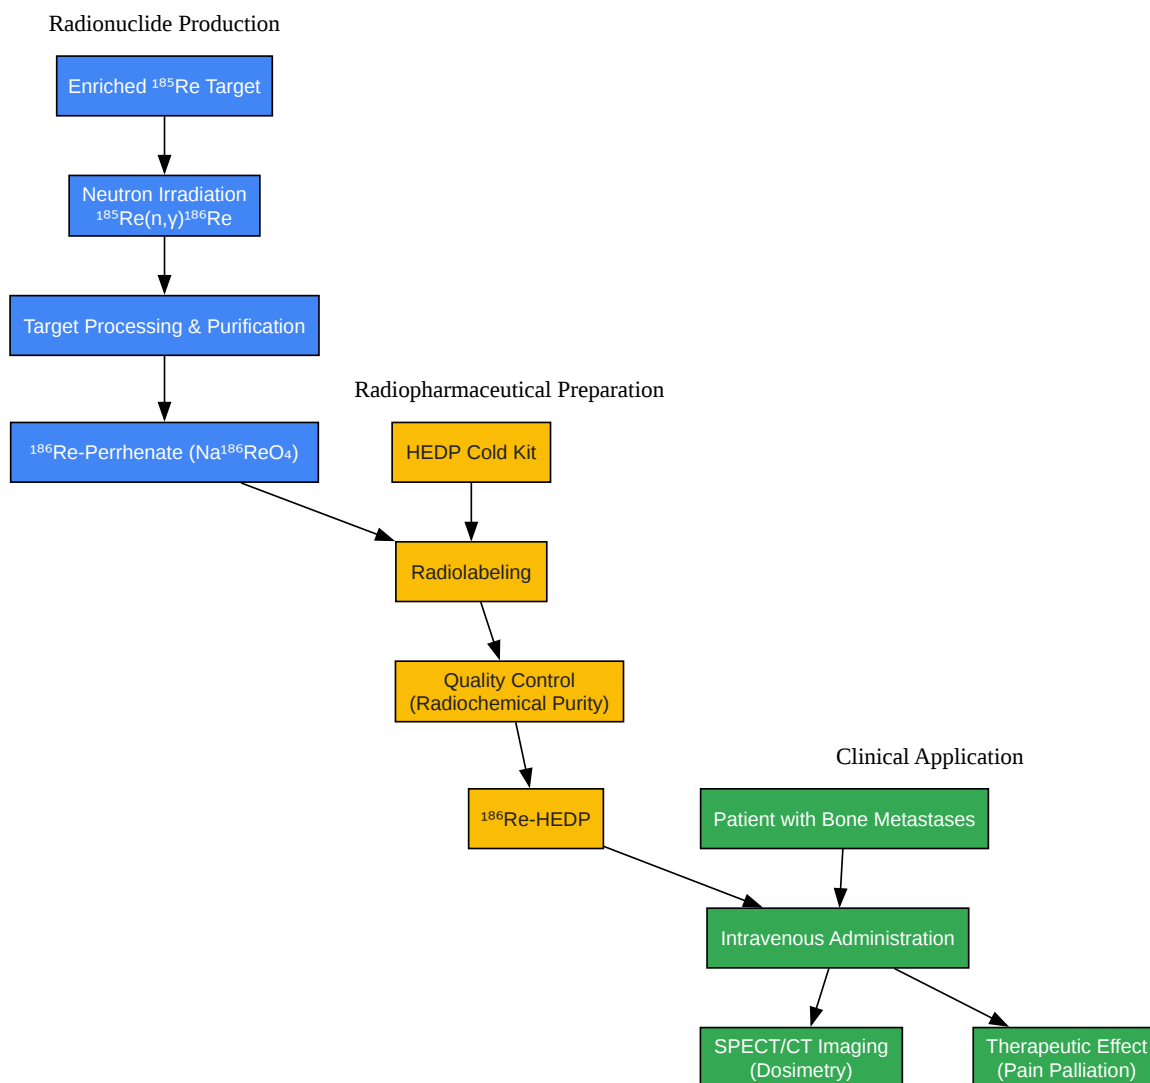 Radionuclide Production
Enriched ¹⁸⁵Re Target
Neutron Irradiation
¹⁸⁵Re(n,γ)¹⁸⁶Re
Target Processing & Purification
¹⁸⁶Re-Perrhenate (Na¹⁸⁶ReO₄)
Radiopharmaceutical Preparation
HEDP Cold Kit
Radiolabeling
Quality Control
(Radiochemical Purity)
¹⁸⁶Re-HEDP
Clinical Application
Patient with Bone Metastases
Intravenous Administration
SPECT/CT Imaging
(Dosimetry)
Therapeutic Effect
(Pain Palliation)